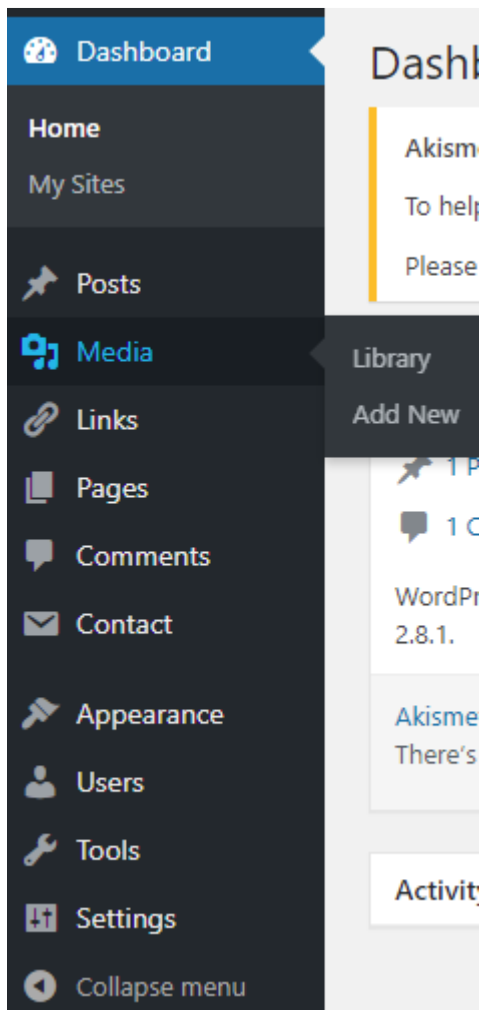 Dashboard
Home
My Sites
Posts
Media
Links
Pages
Comments
Contact
Appearance
Users
Tools
Settings
Collapse menu
Library
Add New
Dashb
Akisme
To help
Please
1 P
1 C
WordPr
2.8.1.
Akismet
There's
Activity